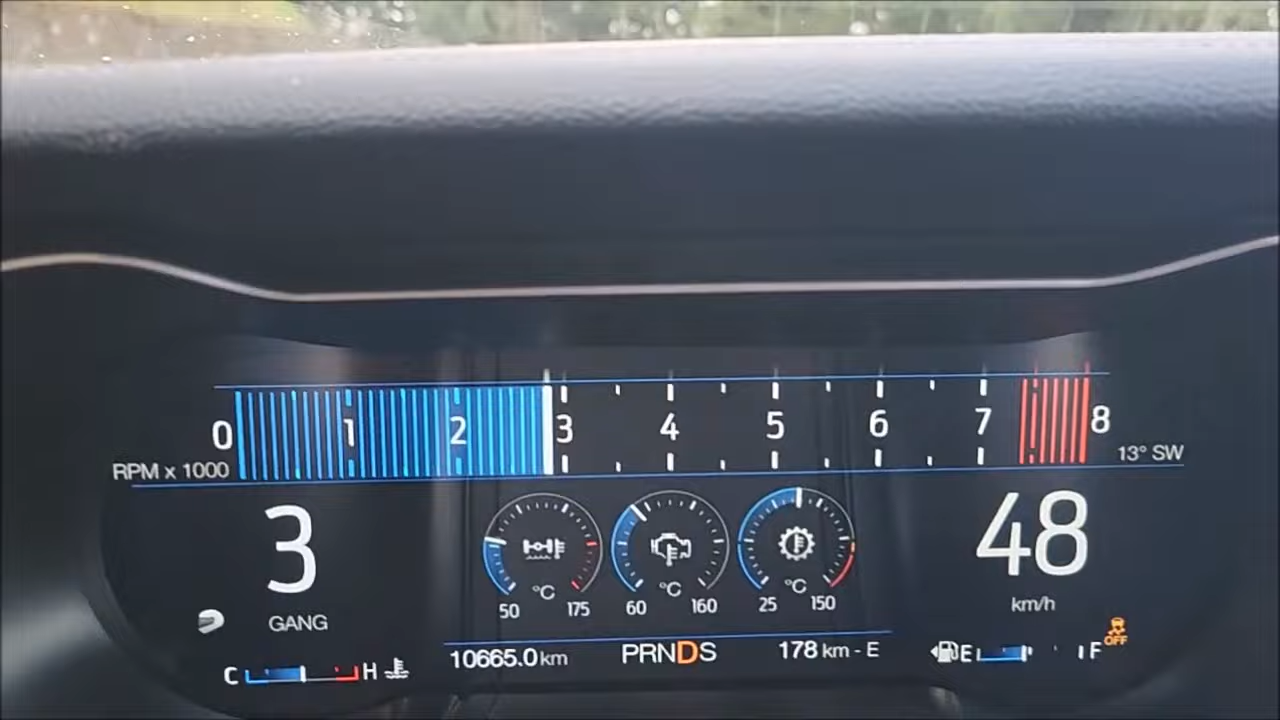 0 1 2 3 4 5 6 7 8
RPM x 1000
13° SW
3
GANG
°C
50 175
°C
60 160
°C
25 150
48
km/h
OFF
C H
10665.0 km
PRNDS
178 km - E
E F